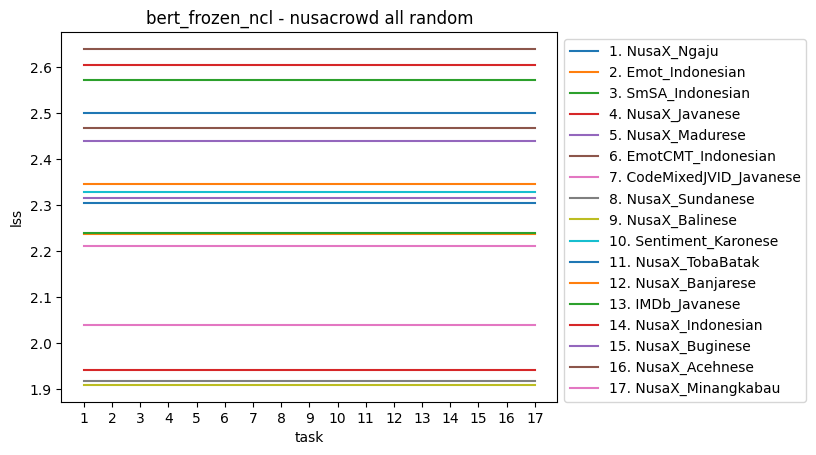 bert_frozen_ncl - nusacrowd all random
lss
2.6
2.5
2.4
2.3
2.2
2.1
2.0
1.9
1 2 3 4 5 6 7 8 9 10 11 12 13 14 15 16 17
task
1. NusaX_Ngaju
2. Emot_Indonesian
3. SmSA_Indonesian
4. NusaX_Javanese
5. NusaX_Madurese
6. EmotCMT_Indonesian
7. CodeMixedJVID_Javanese
8. NusaX_Sundanese
9. NusaX_Balinese
10. Sentiment_Karonese
11. NusaX_TobaBatak
12. NusaX_Banjarese
13. IMDb_Javanese
14. NusaX_Indonesian
15. NusaX_Buginese
16. NusaX_Acehnese
17. NusaX_Minangkabau